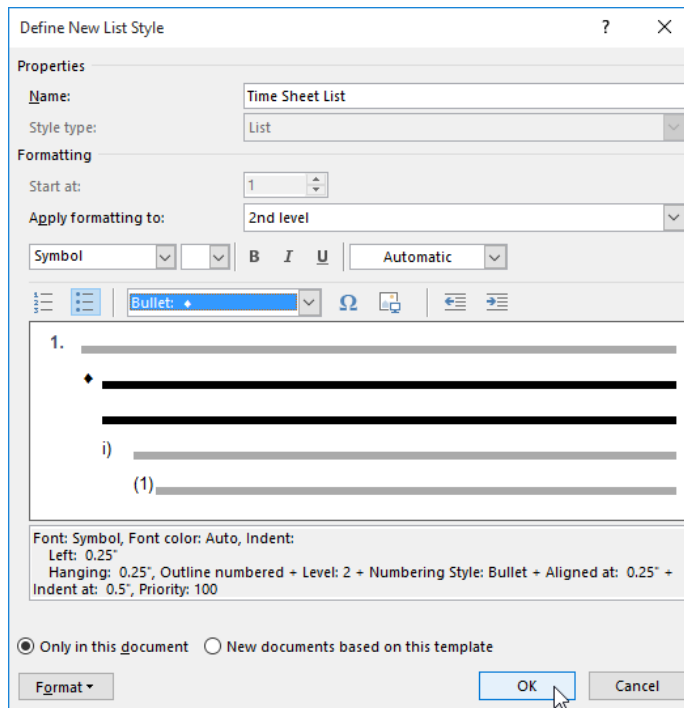 Define New List Style ?
Properties
Name: Time Sheet List
Style type: List
Formatting
Start at: 1
Apply formatting to: 2nd level
Symbol B I U Automatic
Bullet: ◆ Ω
1.
◆
i)
(1)
Font: Symbol, Font color: Auto, Indent:
Left: 0.25"
Hanging: 0.25", Outline numbered + Level: 2 + Numbering Style: Bullet + Aligned at: 0.25" +
Indent at: 0.5", Priority: 100
Only in this document New documents based on this template
Format OK Cancel